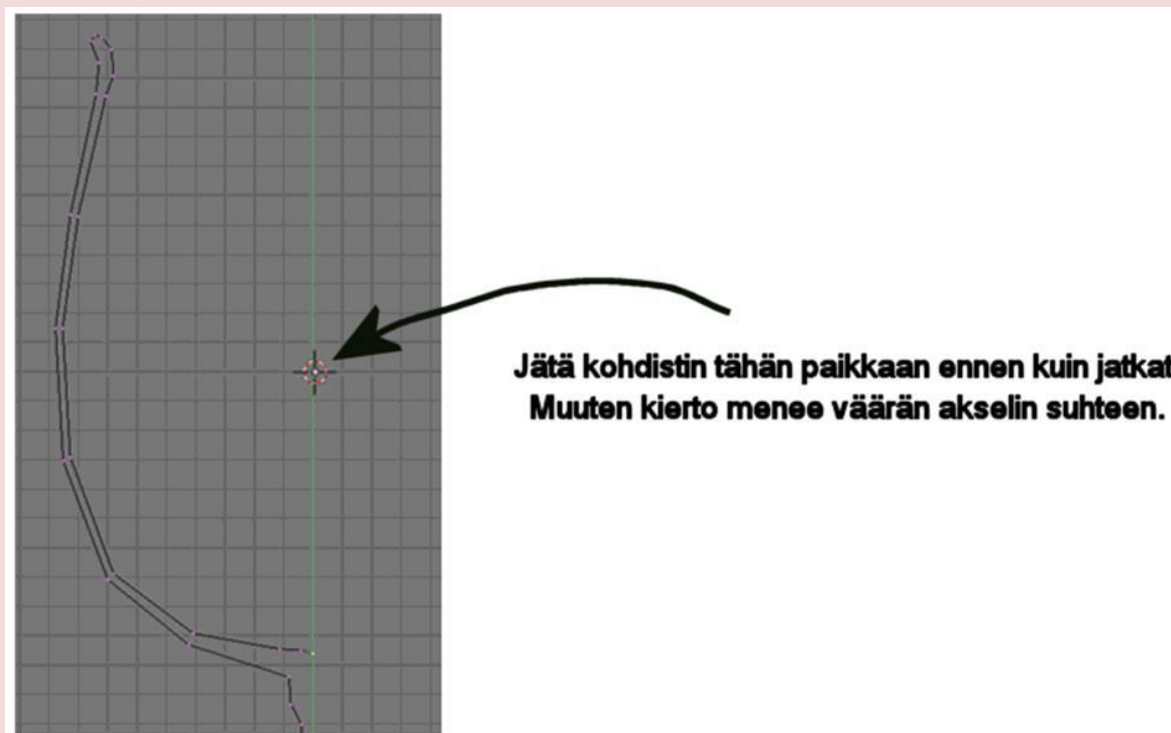 Jätä kohdistin tähän paikkaan ennen kuin jatkat
Muuten kierto menee väärän akselin suhteen.